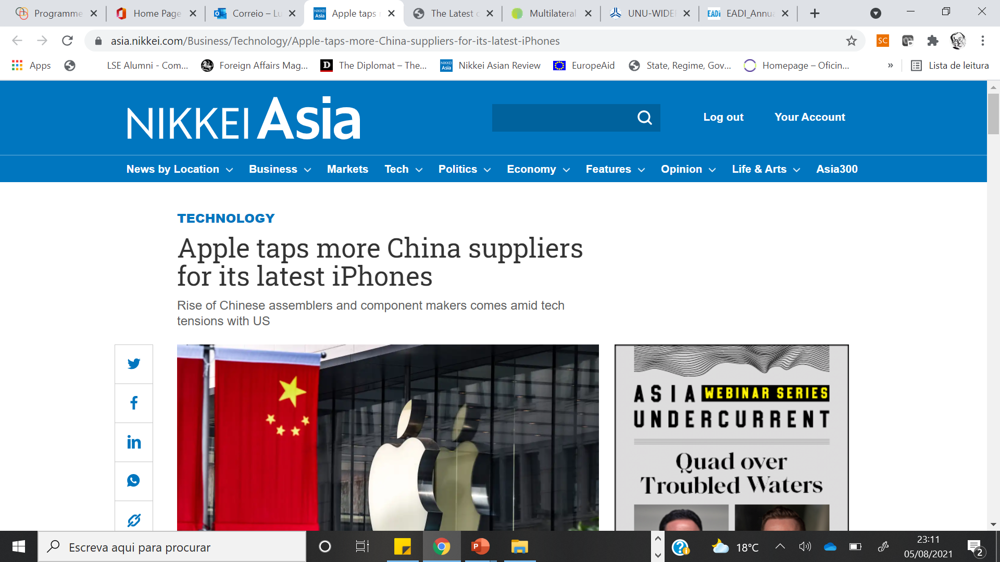 Programme
Home Page
Correio – Lu
Apple taps
The Latest c
Multilateral
UNU-WIDE
EADI_Annu
asia.nikkei.com/Business/Technology/Apple-taps-more-China-suppliers-for-its-latest-iPhones
SC
Apps
LSE Alumni - Com...
Foreign Affairs Mag...
D
The Diplomat – The...
NIKKEI Asia
Nikkei Asian Review
EuropeAid
State, Regime, Gov...
Homepage – Oficin...
»
Lista de leitura
NIKKEI Asia
Log out
Your Account
News by Location
Business
Markets
Tech
Politics
Economy
Features
Opinion
Life & Arts
Asia300
TECHNOLOGY
Apple taps more China suppliers
for its latest iPhones
Rise of Chinese assemblers and component makers comes amid tech
tensions with US
ASIA WEBINAR SERIES
UNDERCURRENT
Quad over
Troubled Waters
Escreva aqui para procurar
18°C
23:11
05/08/2021
2